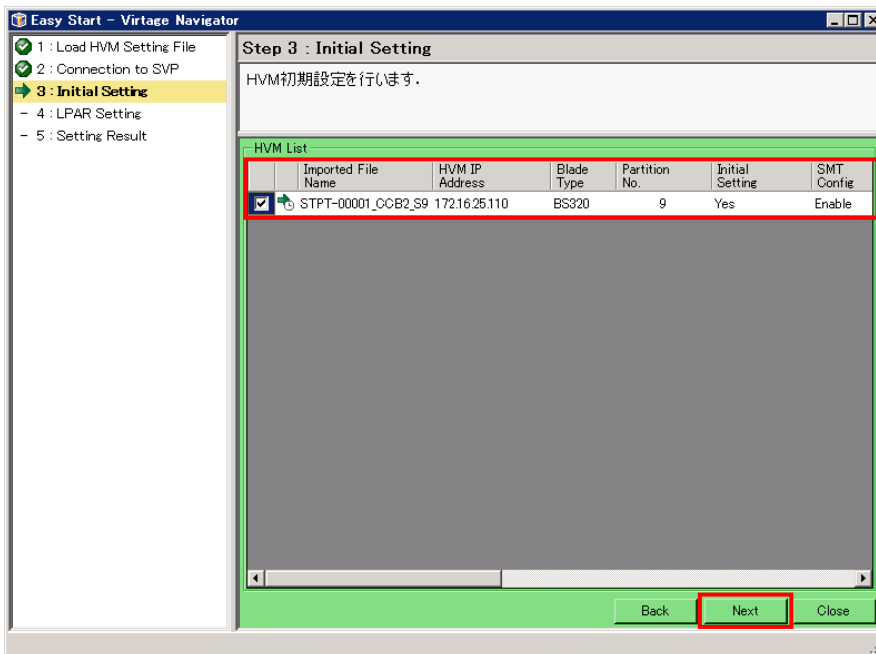 Easy Start - Virtage Navigator
1 : Load HVM Setting File
2 : Connection to SVP
3 : Initial Setting
- 4 : LPAR Setting
- 5 : Setting Result
Step 3 : Initial Setting
HVM初期設定を行います.
HVM List
Imported File Name HVM IP Address Blade Type Partition No. Initial Setting SMT Config
STPT-00001_CCB2_S9 172.16.25.110 BS320 9 Yes Enable
Back Next Close